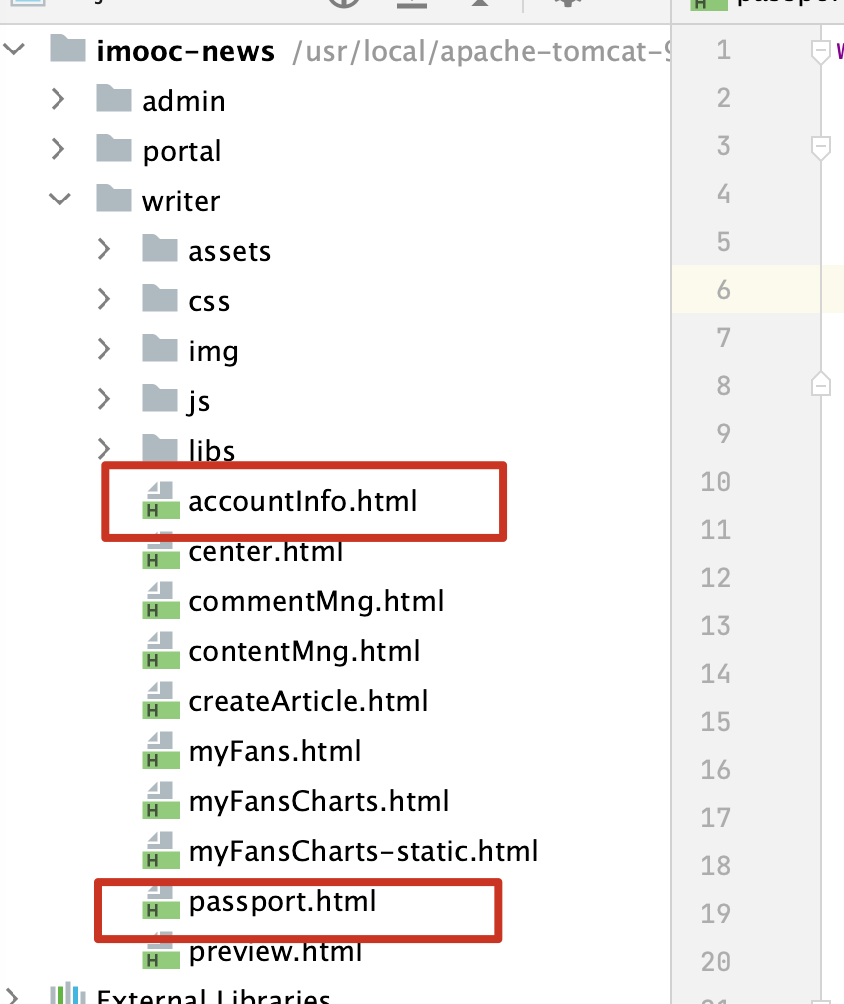 imooc-news /usr/local/apache-tomcat-9
admin
portal
writer
assets
css
img
js
libs
accountInfo.html
center.html
commentMng.html
contentMng.html
createArticle.html
myFans.html
myFansCharts.html
myFansCharts-static.html
passport.html
preview.html
External Libraries
1
2
3
4
5
6
7
8
9
10
11
12
13
14
15
16
17
18
19
20